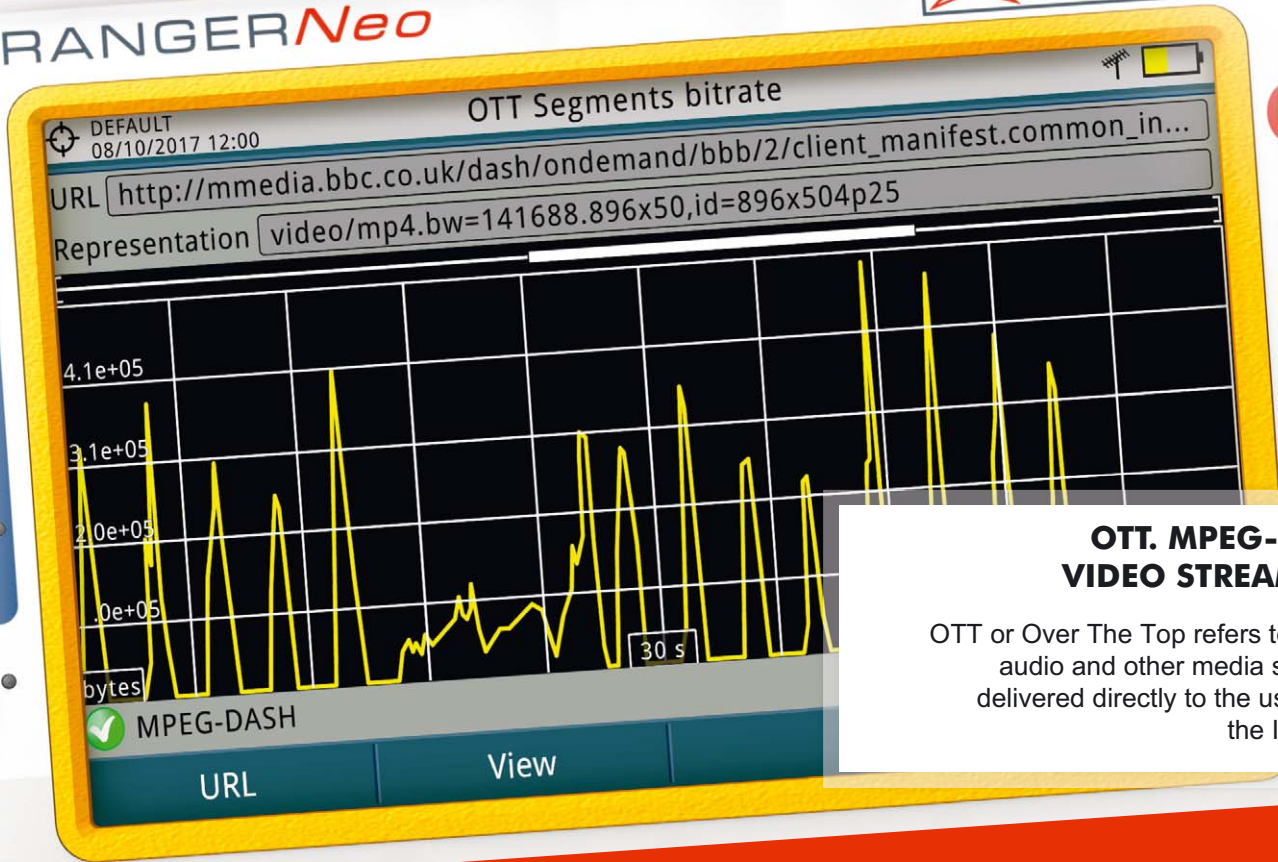 RANGERNeo
DEFAULT
08/10/2017 12:00
OTT Segments bitrate
URL http://mmedia.bbc.co.uk/dash/ondemand/bbb/2/client_manifest.common_in...
Representation video/mp4.bw=141688.896x50,id=896x504p25
4.1e+05
3.1e+05
2.0e+05
.0e+05
bytes
30 s
MPEG-DASH
URL View
OTT. MPEG-
VIDEO
OTT or Over The Top refers
audio and other media
delivered directly to the
the